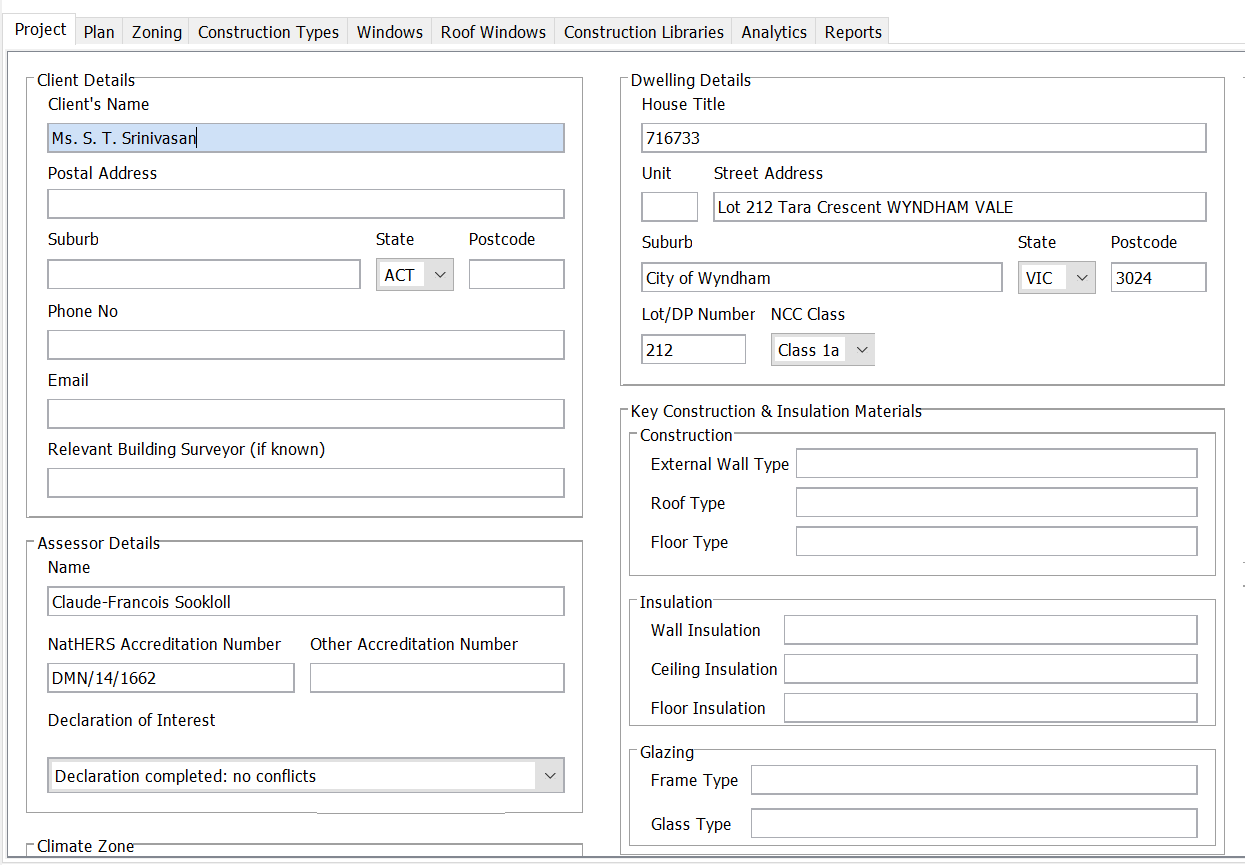 Project Plan Zoning Construction Types Windows Roof Windows Construction Libraries Analytics Reports
Client Details
Client's Name
Ms. S. T. Srinivasan
Postal Address
Suburb State Postcode
ACT
Phone No
Email
Relevant Building Surveyor (if known)
Assessor Details
Name
Claude-Francois Sookloll
NatHERS Accreditation Number Other Accreditation Number
DMN/14/1662
Declaration of Interest
Declaration completed: no conflicts
Climate Zone
Dwelling Details
House Title
716733
Unit Street Address
Lot 212 Tara Crescent WYNDHAM VALE
Suburb State Postcode
City of Wyndham VIC 3024
Lot/DP Number NCC Class
212 Class 1a
Key Construction & Insulation Materials
Construction
External Wall Type
Roof Type
Floor Type
Insulation
Wall Insulation
Ceiling Insulation
Floor Insulation
Glazing
Frame Type
Glass Type